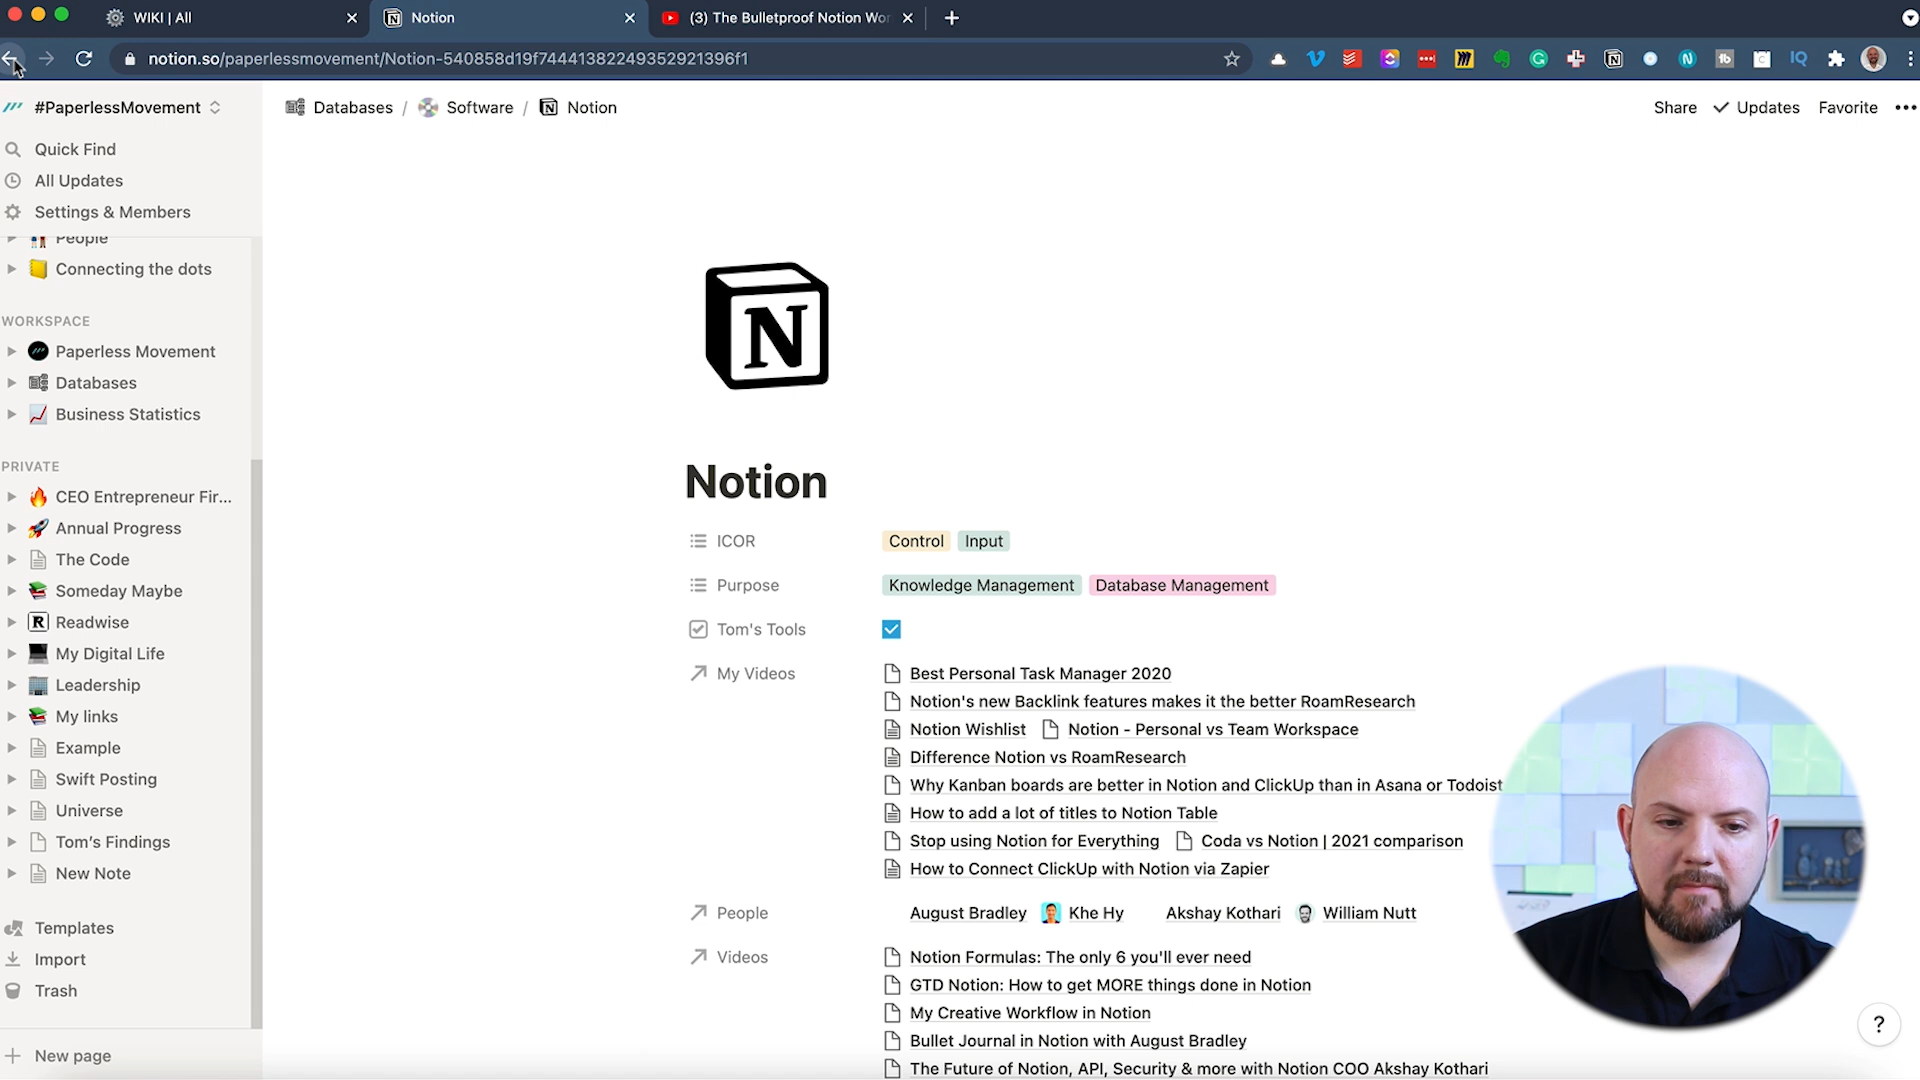 WIKI | All
Notion
(3) The Bulletproof Notion Wor
notion.so/paperlessmovement/Notion-540858d19f744413822493529213​96f1
#PaperlessMovement
Databases / Software / Notion
Share
Updates
Favorite
Quick Find
All Updates
Settings & Members
People
Connecting the dots
WORKSPACE
Paperless Movement
Databases
Business Statistics
PRIVATE
CEO Entrepreneur Fir...
Annual Progress
The Code
Someday Maybe
Readwise
My Digital Life
Leadership
My links
Example
Swift Posting
Universe
Tom's Findings
New Note
Templates
Import
Trash
New page
N
Notion
ICOR Control Input
Purpose Knowledge Management Database Management
Tom's Tools
My Videos Best Personal Task Manager 2020
Notion's new Backlink features makes it the better RoamResearch
Notion Wishlist Notion - Personal vs Team Workspace
Difference Notion vs RoamResearch
Why Kanban boards are better in Notion and ClickUp than in Asana or Todoist
How to add a lot of titles to Notion Table
Stop using Notion for Everything Coda vs Notion | 2021 comparison
How to Connect ClickUp with Notion via Zapier
People August Bradley Khe Hy Akshay Kothari William Nutt
Videos Notion Formulas: The only 6 you'll ever need
GTD Notion: How to get MORE things done in Notion
My Creative Workflow in Notion
Bullet Journal in Notion with August Bradley
The Future of Notion, API, Security & more with Notion COO Akshay Kothari
?